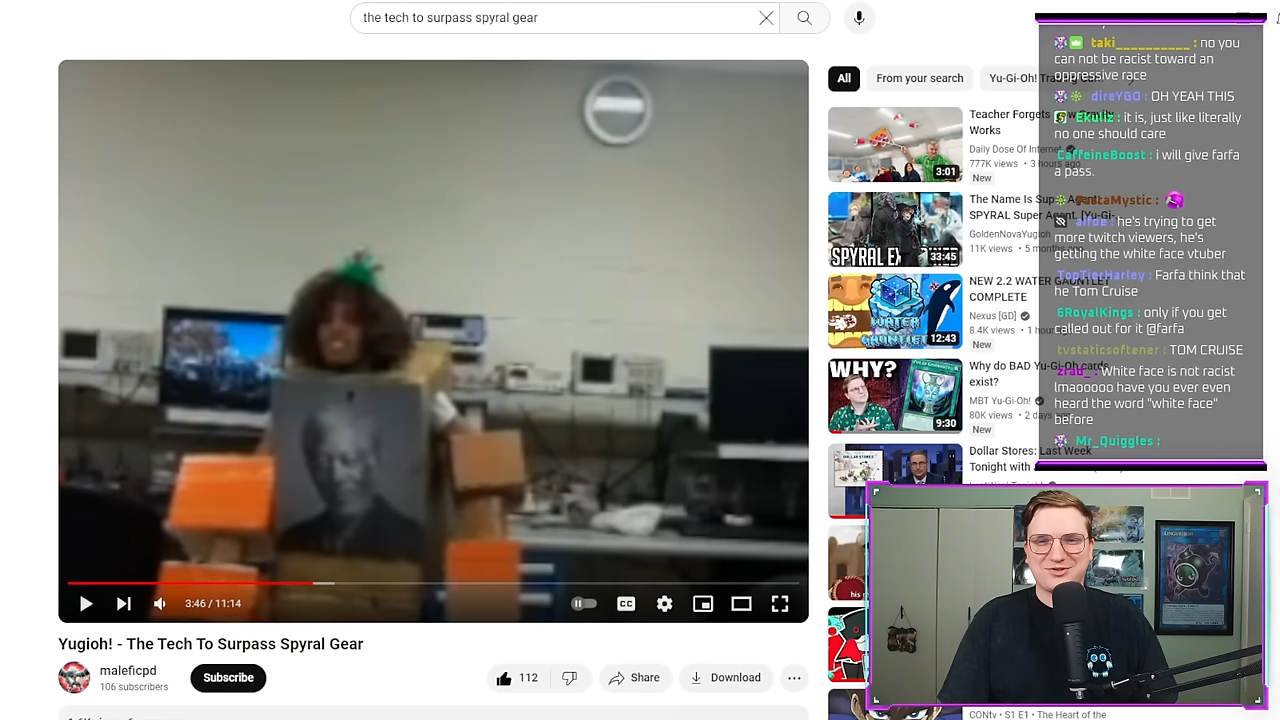 the tech to surpass spyral gear
All
From your search
Yu-Gi-Oh!
Teacher Forgets
Works
Daily Dose Of Internet
777K views • 3 hours ago
New
3:01
The Name Is
SPYRAL Super Agent.
GoldenNovaYugioh
11K views • 5
SPYRAL EX
33:45
NEW 2.2 WATER GAUNTLET
COMPLETE
Nexus [GD]
8.4K views • 1
New
WATER
GAUNTLET
12:43
Why do BAD Yu-Gi-Oh cards
exist?
MBT Yu-Gi-Oh!
80K views • 2 days
New
WHY?
9:30
Dollar Stores: Last Week
Tonight with
DOLLAR STORES
his
CONtv • S1 E1 • The Heart of the
3:46 / 11:14
CC
Yugioh! - The Tech To Surpass Spyral Gear
maleficpd
106 subscribers
Subscribe
112
Share
Download
taki__________ : no you
can not be racist toward an
oppressive race
direYGO : OH YEAH THIS
Ekullz : it is, just like literally
no one should care
CaffeineBoost : i will give farfa
a pass.
PastaMystic :
he's trying to get
more twitch viewers, he's
getting the white face vtuber
TopTierHarley : Farfa think that
he Tom Cruise
6RoyalKings : only if you get
called out for it @farfa
tvstaticsoftener : TOM CRUISE
White face is not racist
lmaooooo have you ever even
heard the word "white face"
before
Mr_Quiggles :
LINGURIBOH